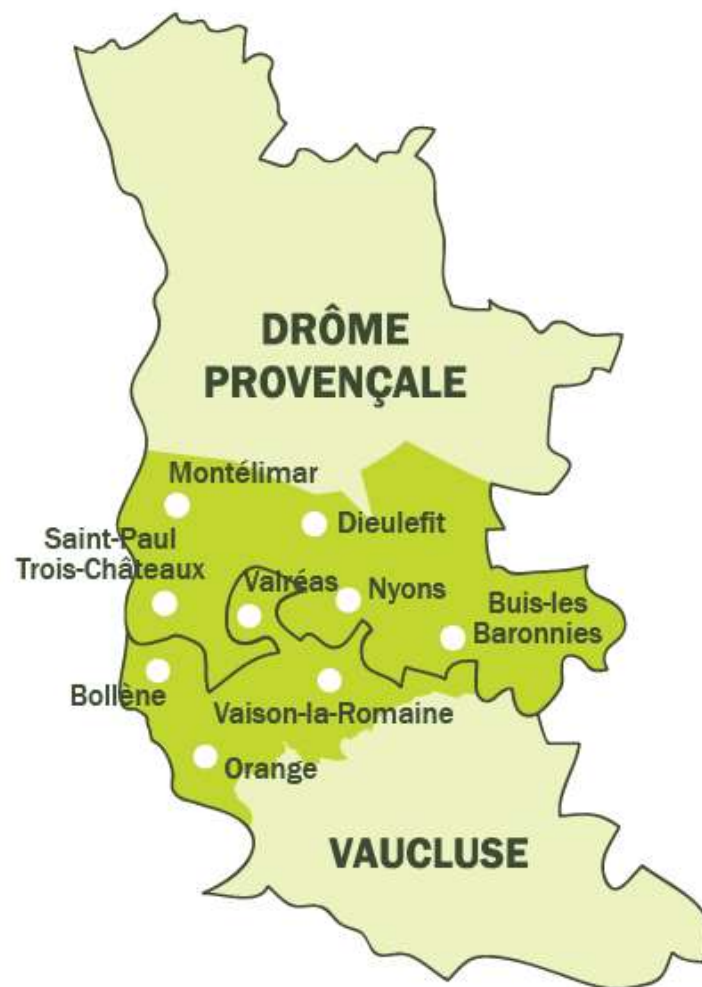 DRÔME
PROVENÇALE
Montélimar
Dieulefit
Saint-Paul
Trois-Châteaux
Valréas
Nyons
Buis-les
Baronnies
Bollène
Vaison-la-Romaine
Orange
VAUCLUSE